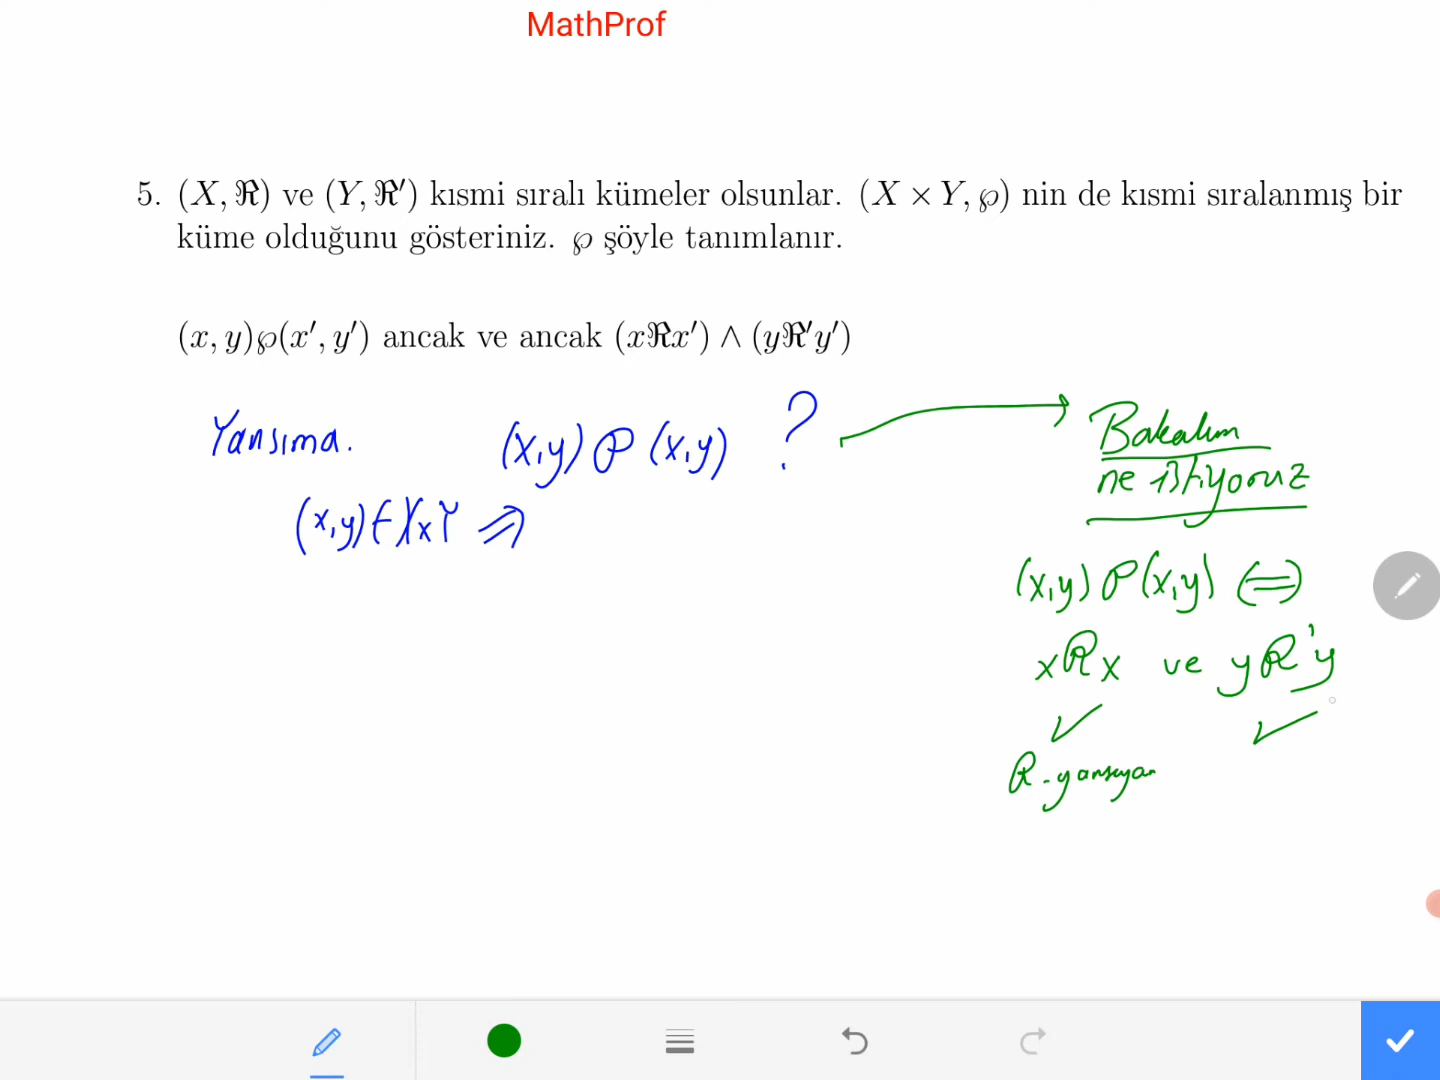 MathProf
5. (X, ℜ) ve (Y, ℜ′) kısmi sıralı kümeler olsunlar. (X × Y, ℘) nin de kısmi sıralanmış bir
küme olduğunu gösteriniz. ℘ şöyle tanımlanır.
(x, y)℘(x′, y′) ancak ve ancak (xℜx′) ∧ (yℜ′y′)
Yansıma. (x,y) ℘ (x,y) ?
(x,y) ∈ X x Y ⇒
Bakalım
ne istiyoruz
(x,y) ℘ (x,y) ⇔
xℜx ve yℜ'y
✓ ✓
ℜ-yansıyan